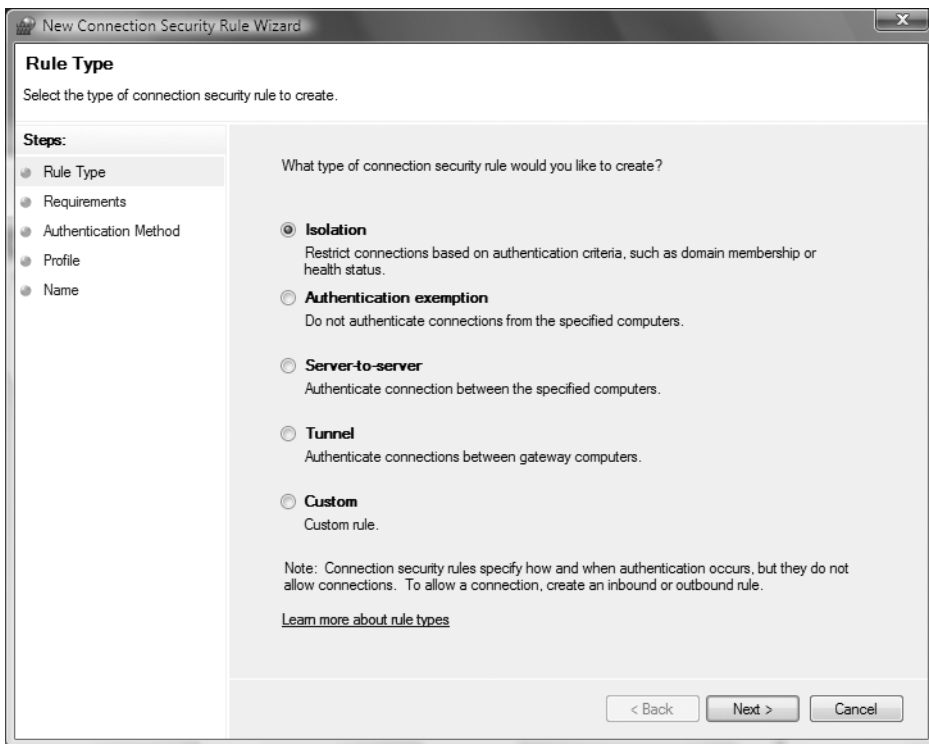 New Connection Security Rule Wizard
Rule Type
Select the type of connection security rule to create.
Steps:
Rule Type
Requirements
Authentication Method
Profile
Name
What type of connection security rule would you like to create?
Isolation
Restrict connections based on authentication criteria, such as domain membership or
health status.
Authentication exemption
Do not authenticate connections from the specified computers.
Server-to-server
Authenticate connection between the specified computers.
Tunnel
Authenticate connections between gateway computers.
Custom
Custom rule.
Note: Connection security rules specify how and when authentication occurs, but they do not
allow connections. To allow a connection, create an inbound or outbound rule.
Learn more about rule types
< Back
Next >
Cancel